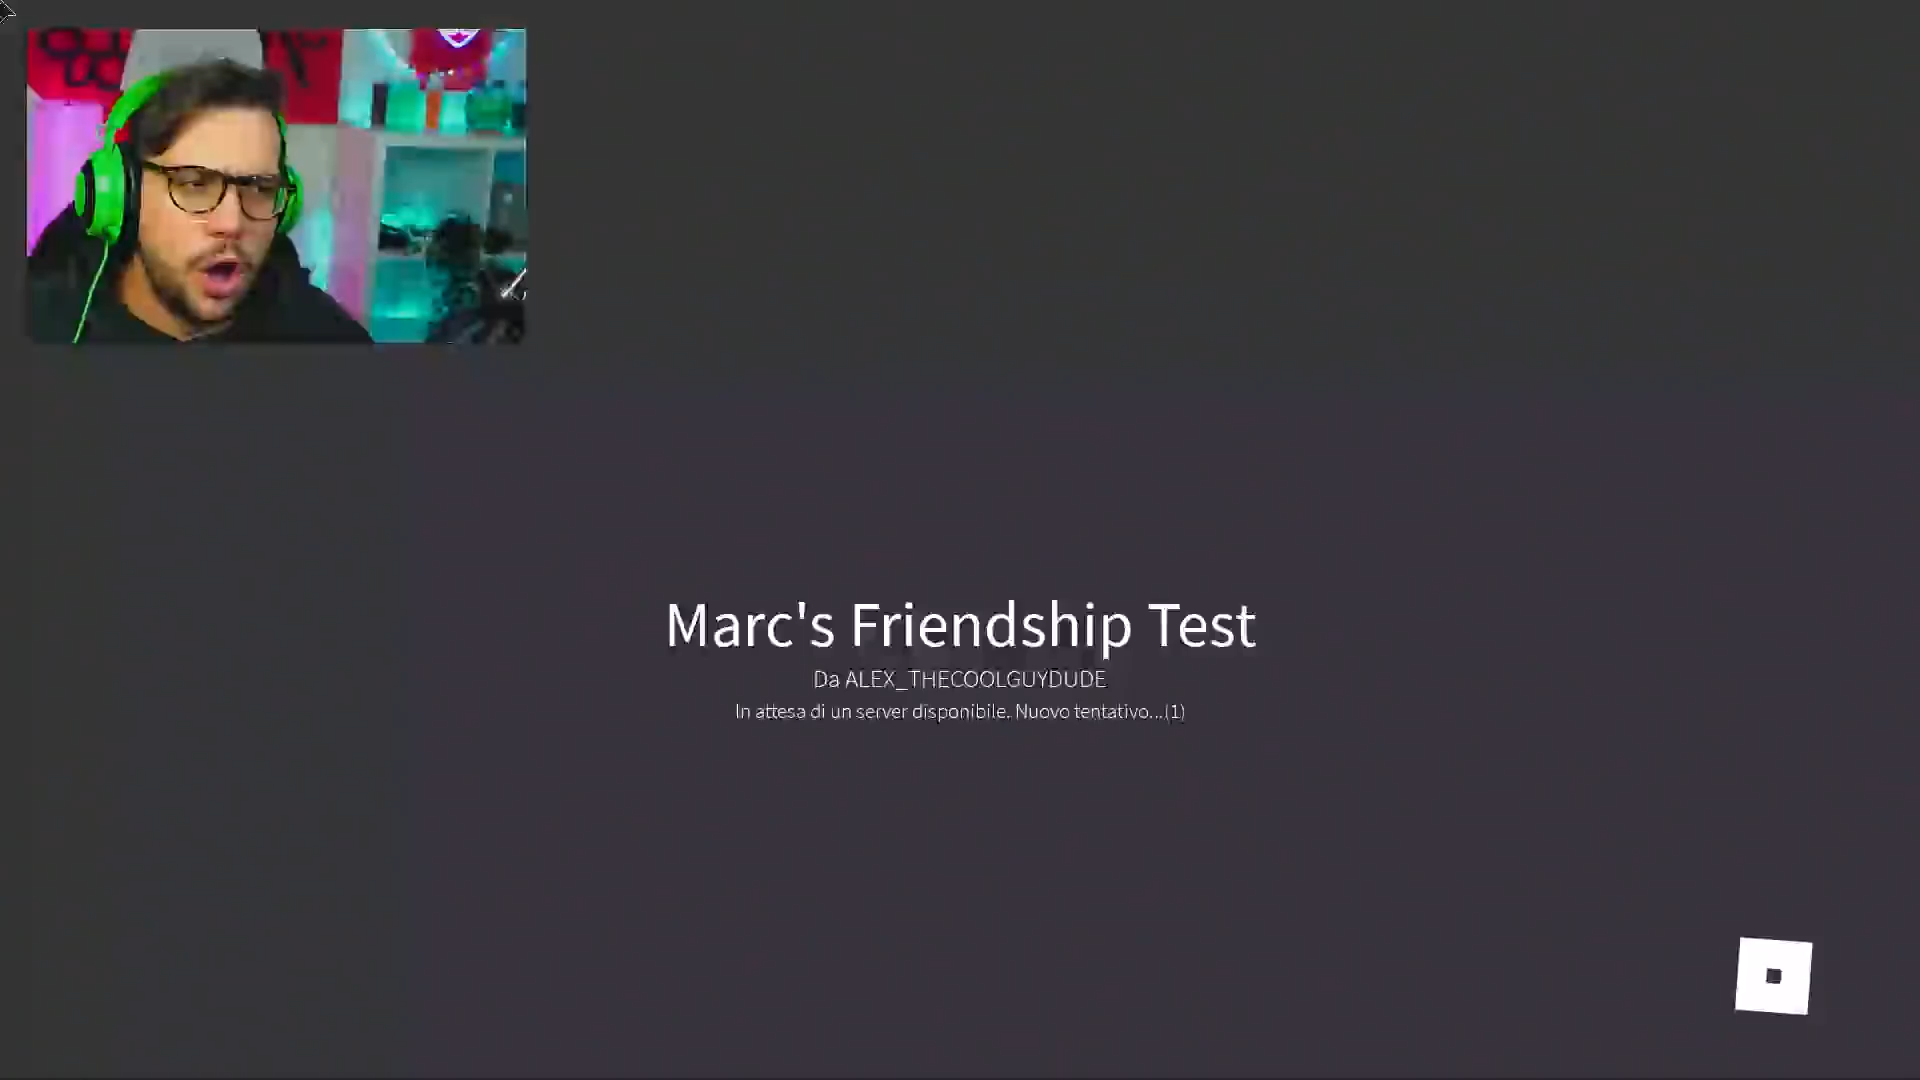 Marc's Friendship Test
Da ALEX_THECOOLGUYDUDE
In attesa di un server disponibile. Nuovo tentativo...(1)